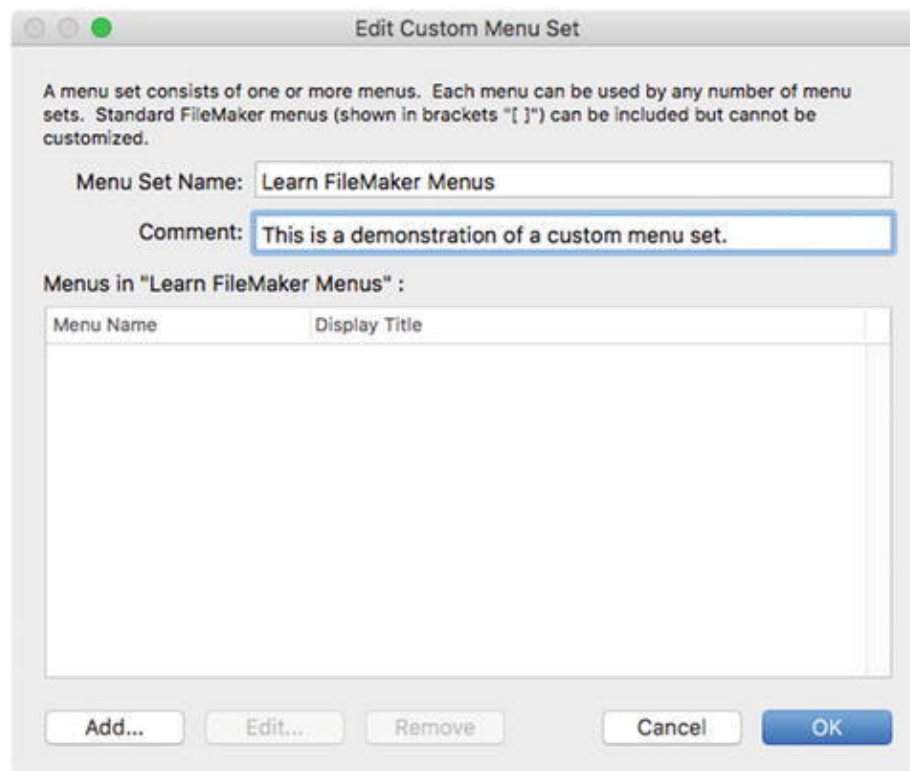 Edit Custom Menu Set
A menu set consists of one or more menus.  Each menu can be used by any number of menu
sets.  Standard FileMaker menus (shown in brackets "[ ]") can be included but cannot be
customized.
Menu Set Name: Learn FileMaker Menus
Comment: This is a demonstration of a custom menu set.
Menus in "Learn FileMaker Menus" :
Menu Name Display Title
Add... Edit... Remove Cancel OK